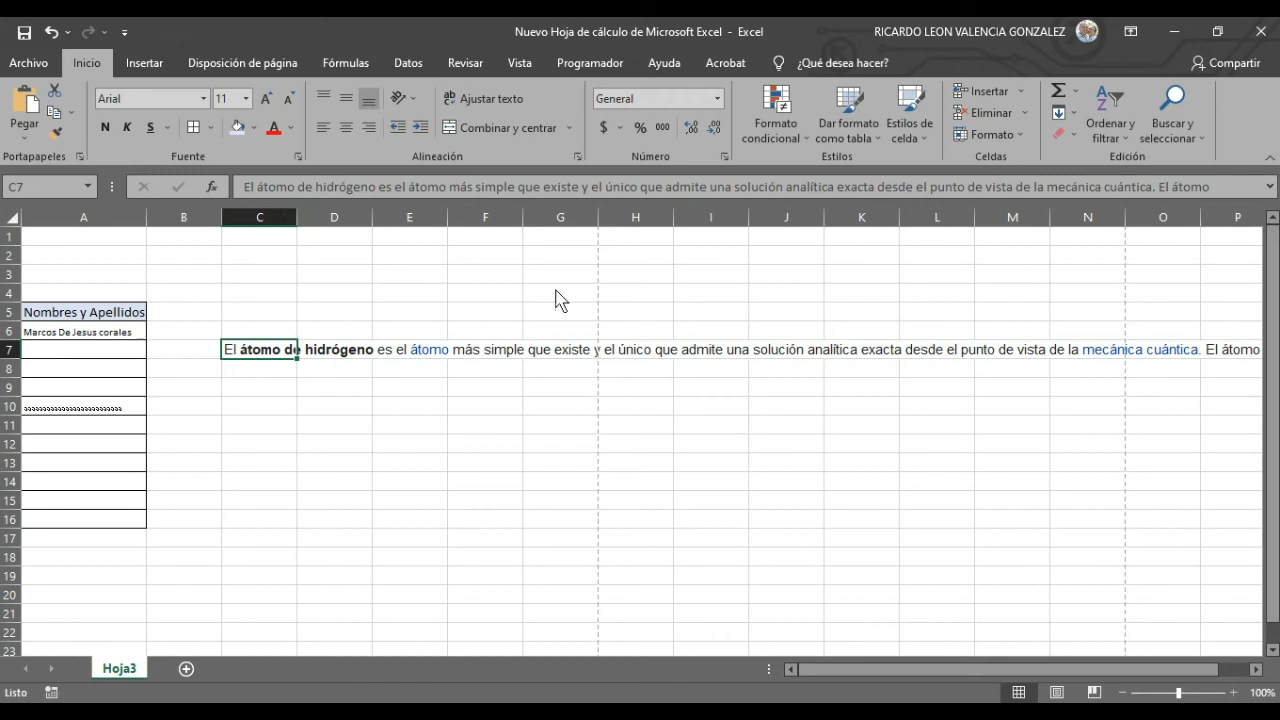 Nuevo Hoja de cálculo de Microsoft Excel - Excel
RICARDO LEON VALENCIA GONZALEZ
Archivo Inicio Insertar Disposición de página Fórmulas Datos Revisar Vista Programador Ayuda Acrobat ¿Qué desea hacer? Compartir
Pegar
Arial 11
N K S
Ajustar texto
Combinar y centrar
General
$ % 000
Formato condicional
Dar formato como tabla
Estilos de celda
Insertar
Eliminar
Formato
Ordenar y filtrar
Buscar y seleccionar
Portapapeles Fuente Alineación Número Estilos Celdas Edición
C7 fx El átomo de hidrógeno es el átomo más simple que existe y el único que admite una solución analítica exacta desde el punto de vista de la mecánica cuántica. El átomo
A B C D E F G H I J K L M N O P
1
2
3
4
5 Nombres y Apellidos
6 Marcos De Jesus corales
7 El átomo de hidrógeno es el átomo más simple que existe y el único que admite una solución analítica exacta desde el punto de vista de la mecánica cuántica. El átomo
8
9
10
11
12
13
14
15
16
17
18
19
20
21
22
23
Hoja3
Listo 100%